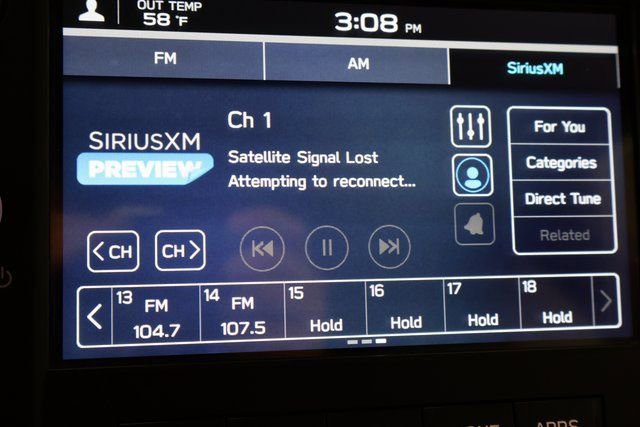 OUT TEMP
58 °F
3:08 PM
FM
AM
SiriusXM
SIRIUSXM
PREVIEW
Ch 1
Satellite Signal Lost
Attempting to reconnect...
For You
Categories
Direct Tune
Related
< CH
CH >
13 FM 104.7
14 FM 107.5
15 Hold
16 Hold
17 Hold
18 Hold
APPS